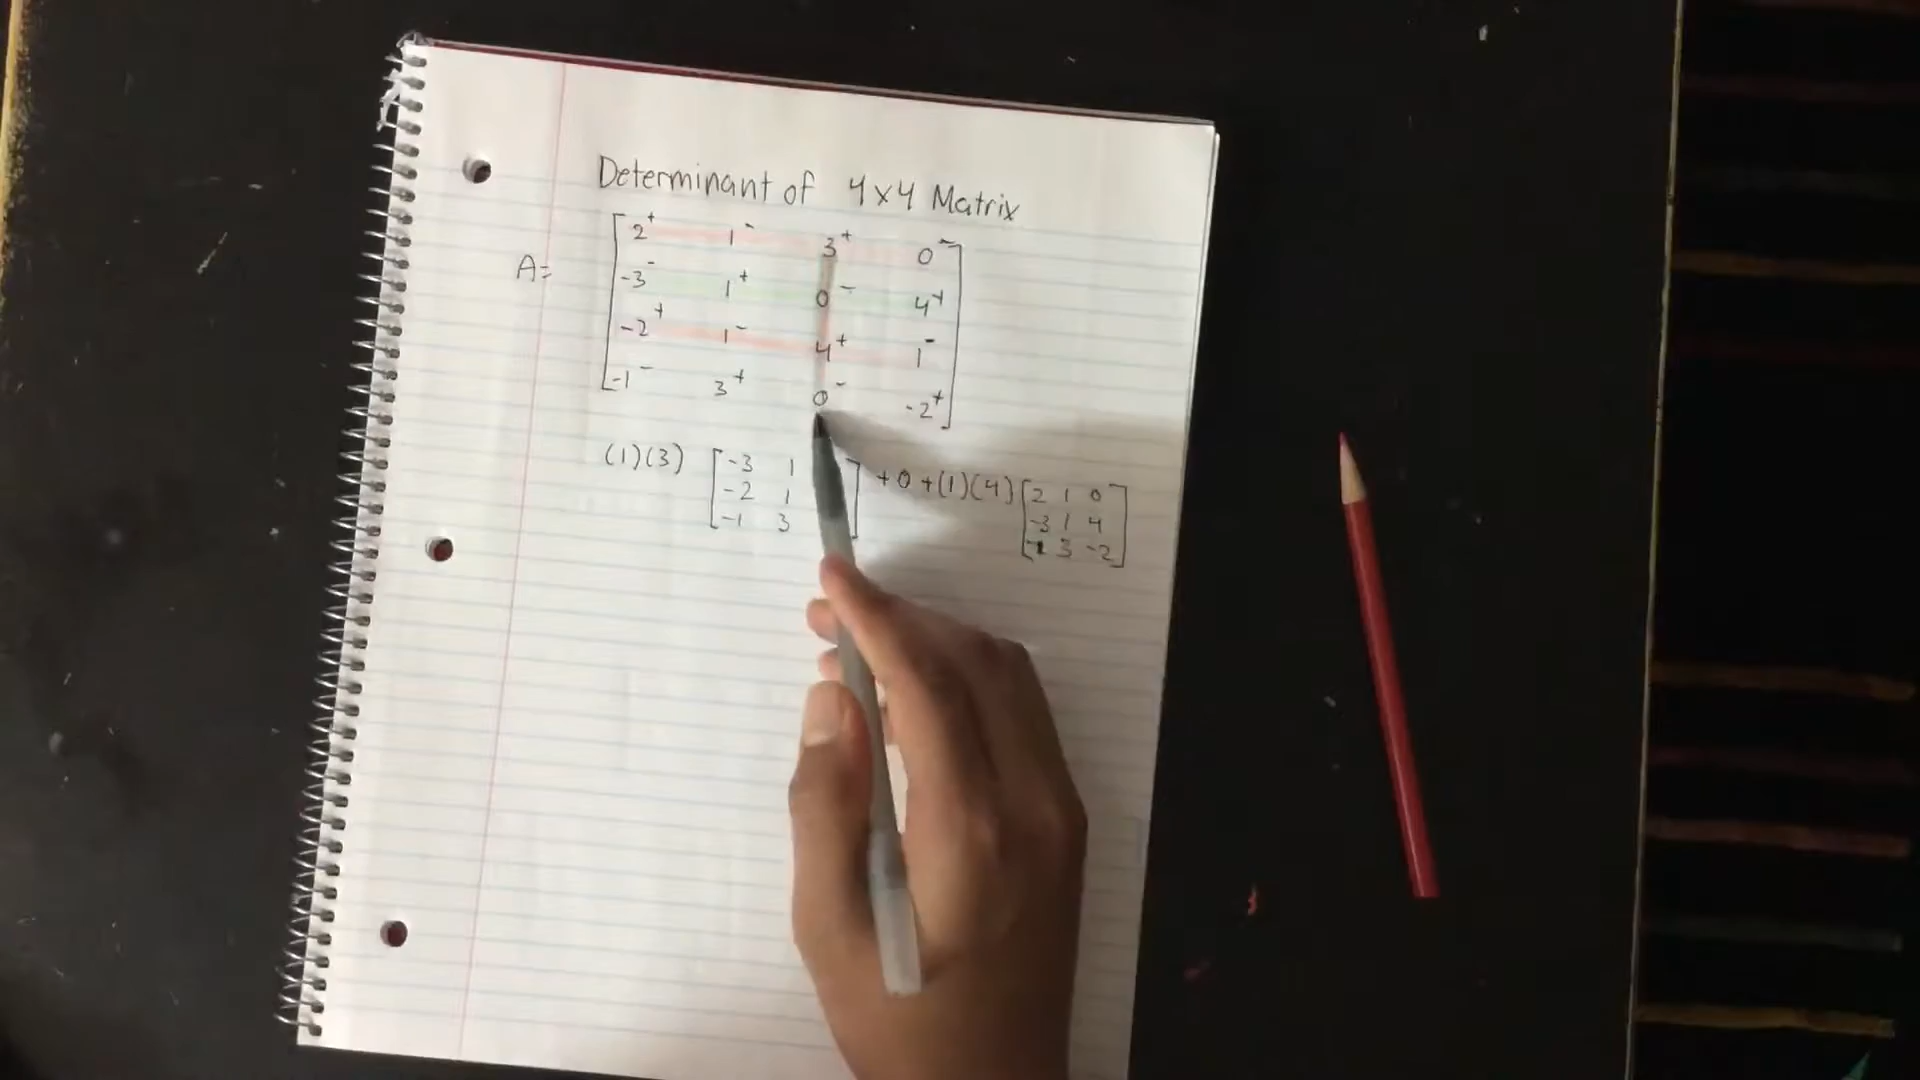 Determinant of 4x4 Matrix
A=
2⁺ 1⁻ 3⁺ 0⁻
-3⁻ 1⁺ 0⁻ 4⁺
-2⁺ 1⁻ 4⁺ 1⁻
-1⁻ 3⁺ 0⁻ -2⁺
(1)(3) [-3 1
-2 1
-1 3 ] +0 +(1)(4) [2 1 0
-3 1 4
3 -2]